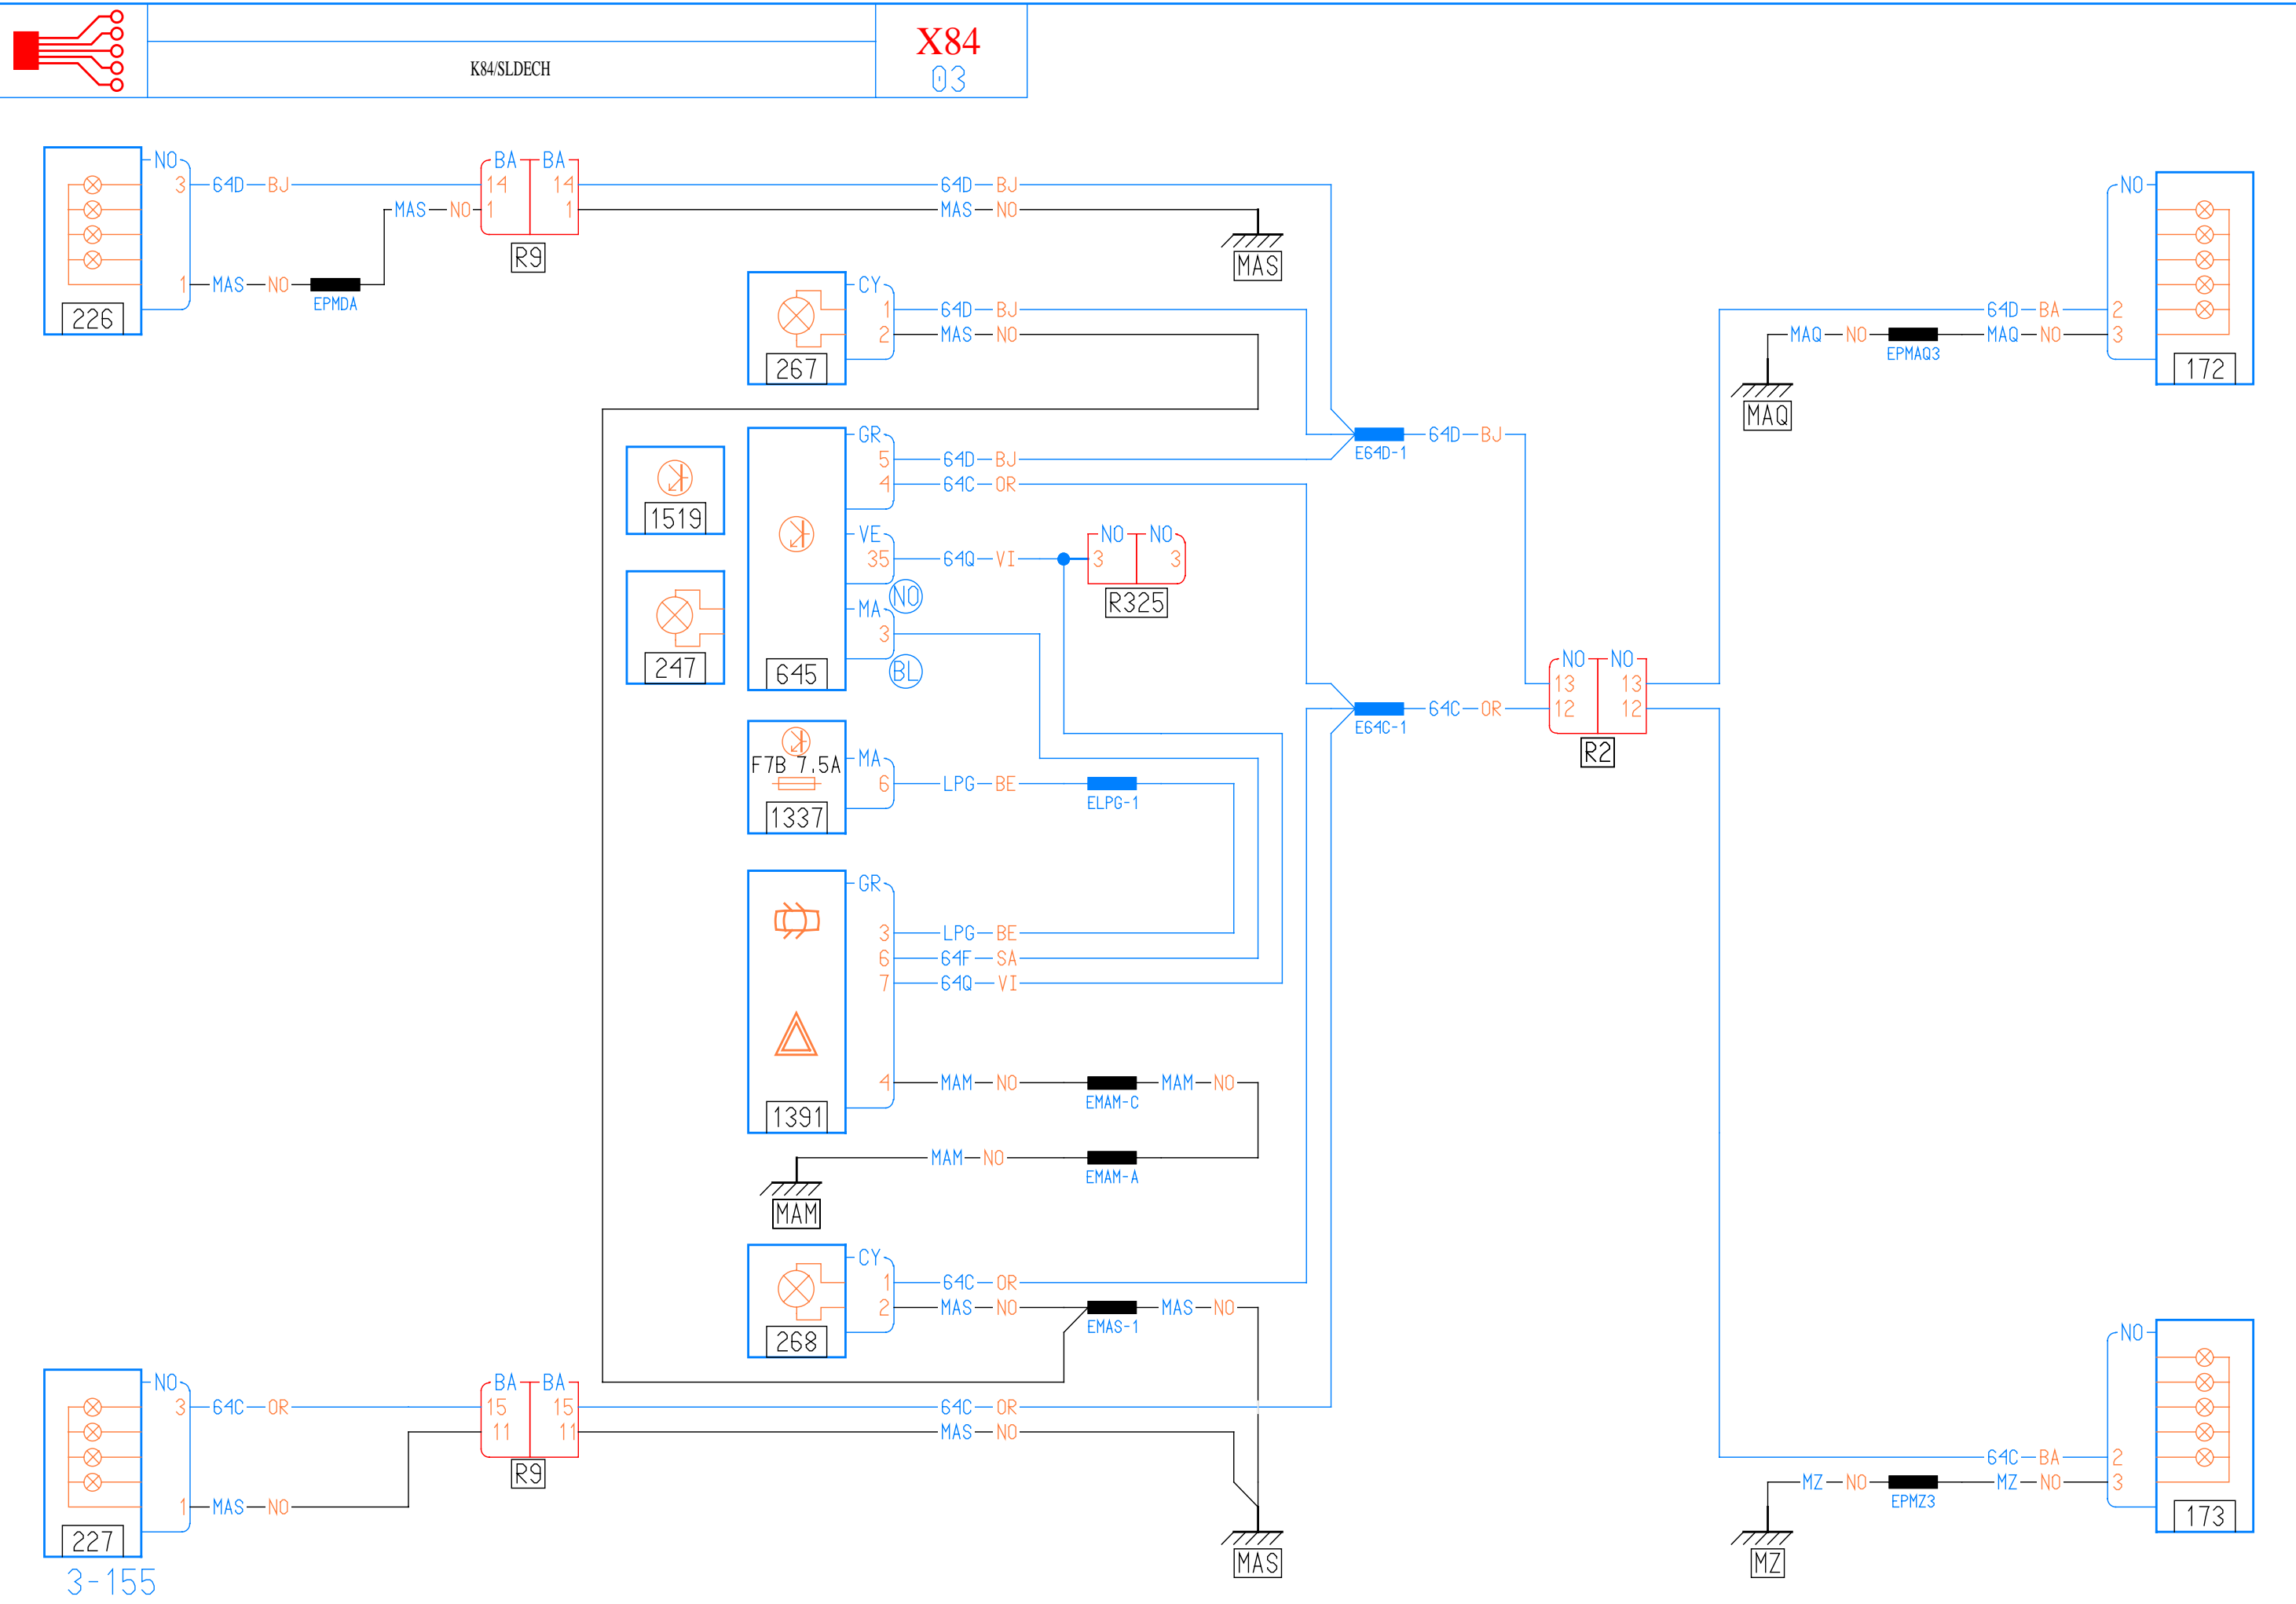 K84/SLDECH
X84
03
NO BA BA NO
3 64D BJ 14 14 64D BJ
MAS NO 1 1 MAS NO
R9 MAS
1 MAS NO
EPMDA
226
CY
1 64D BJ
2 MAS NO
267
64D BA 2
MAQ NO MAQ NO 3
EPMAQ3
172
MAQ
GR
5 64D BJ
4 64C OR
64D BJ
E64D-1
1519
VE NO NO
35 64Q VI 3 3
NO
R325
MA
3
BL
247
645
NO NO
13 13
64C OR 12 12
E64C-1
R2
F7B 7.5A
MA
6 LPG BE
ELPG-1
1337
GR
3 LPG BE
6 64F SA
7 64Q VI
4 MAM NO MAM NO
EMAM-C
1391
MAM NO
EMAM-A
MAM
CY
1 64C OR
2 MAS NO MAS NO
EMAS-1
268
NO
NO BA BA
3 64C OR 15 15 64C OR
11 11 MAS NO
R9
1 MAS NO
227
MAS
64C BA 2
MZ NO MZ NO 3
EPMZ3
173
MZ
3-155